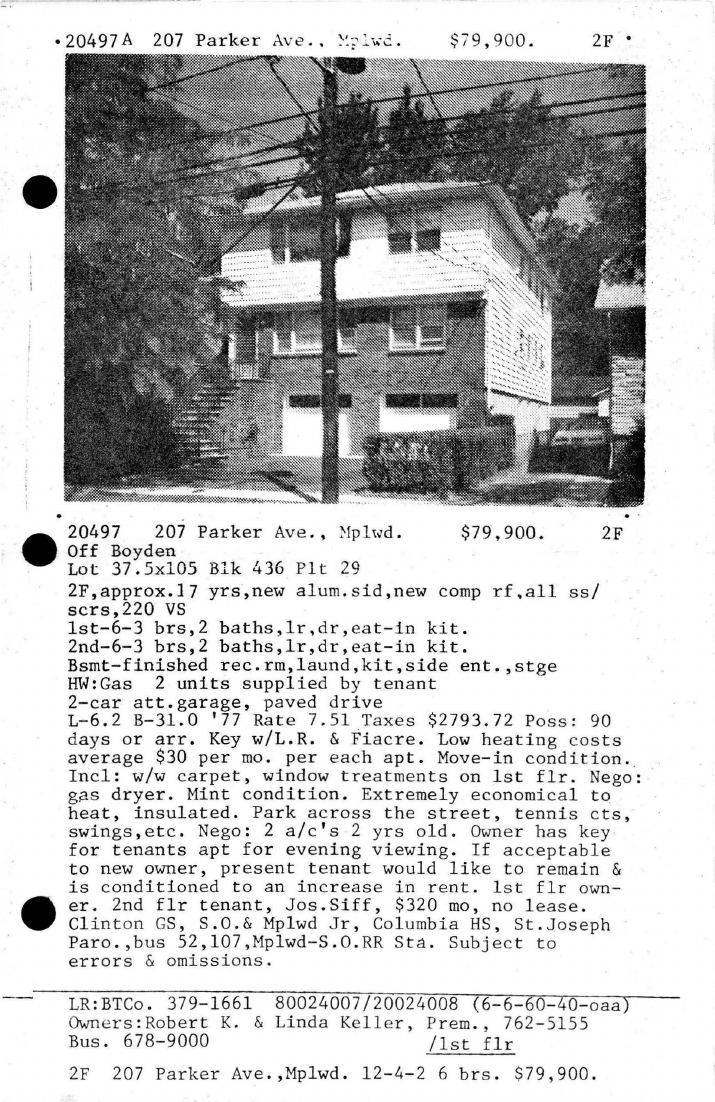 20497A 207 Parker Ave., Mplwd. $79,900. 2F
20497 207 Parker Ave., Mplwd. $79,900. 2F
Off Boyden
Lot 37.5x105 Blk 436 Plt 29
2F,approx.17 yrs,new alum.sid,new comp rf,all ss/
scrs,220 VS
1st-6-3 brs,2 baths,lr,dr,eat-in kit.
2nd-6-3 brs,2 baths,lr,dr,eat-in kit.
Bsmt-finished rec.rm,laund,kit,side ent.,stge
HW:Gas 2 units supplied by tenant
2-car att.garage, paved drive
L-6.2 B-31.0 '77 Rate 7.51 Taxes $2793.72 Poss: 90
days or arr. Key w/L.R. & Fiacre. Low heating costs
average $30 per mo. per each apt. Move-in condition.
Incl: w/w carpet, window treatments on 1st flr. Nego:
gas dryer. Mint condition. Extremely economical to
heat, insulated. Park across the street, tennis cts,
swings,etc. Nego: 2 a/c's 2 yrs old. Owner has key
for tenants apt for evening viewing. If acceptable
to new owner, present tenant would like to remain &
is conditioned to an increase in rent. 1st flr own-
er. 2nd flr tenant, Jos.Siff, $320 mo, no lease.
Clinton GS, S.O.& Mplwd Jr, Columbia HS, St.Joseph
Paro.,bus 52,107,Mplwd-S.O.RR Sta. Subject to
errors & omissions.
LR:BTCo. 379-1661 80024007/20024008 (6-6-60-40-oaa)
Owners:Robert K. & Linda Keller, Prem., 762-5155
Bus. 678-9000 /1st flr
2F 207 Parker Ave.,Mplwd. 12-4-2 6 brs. $79,900.